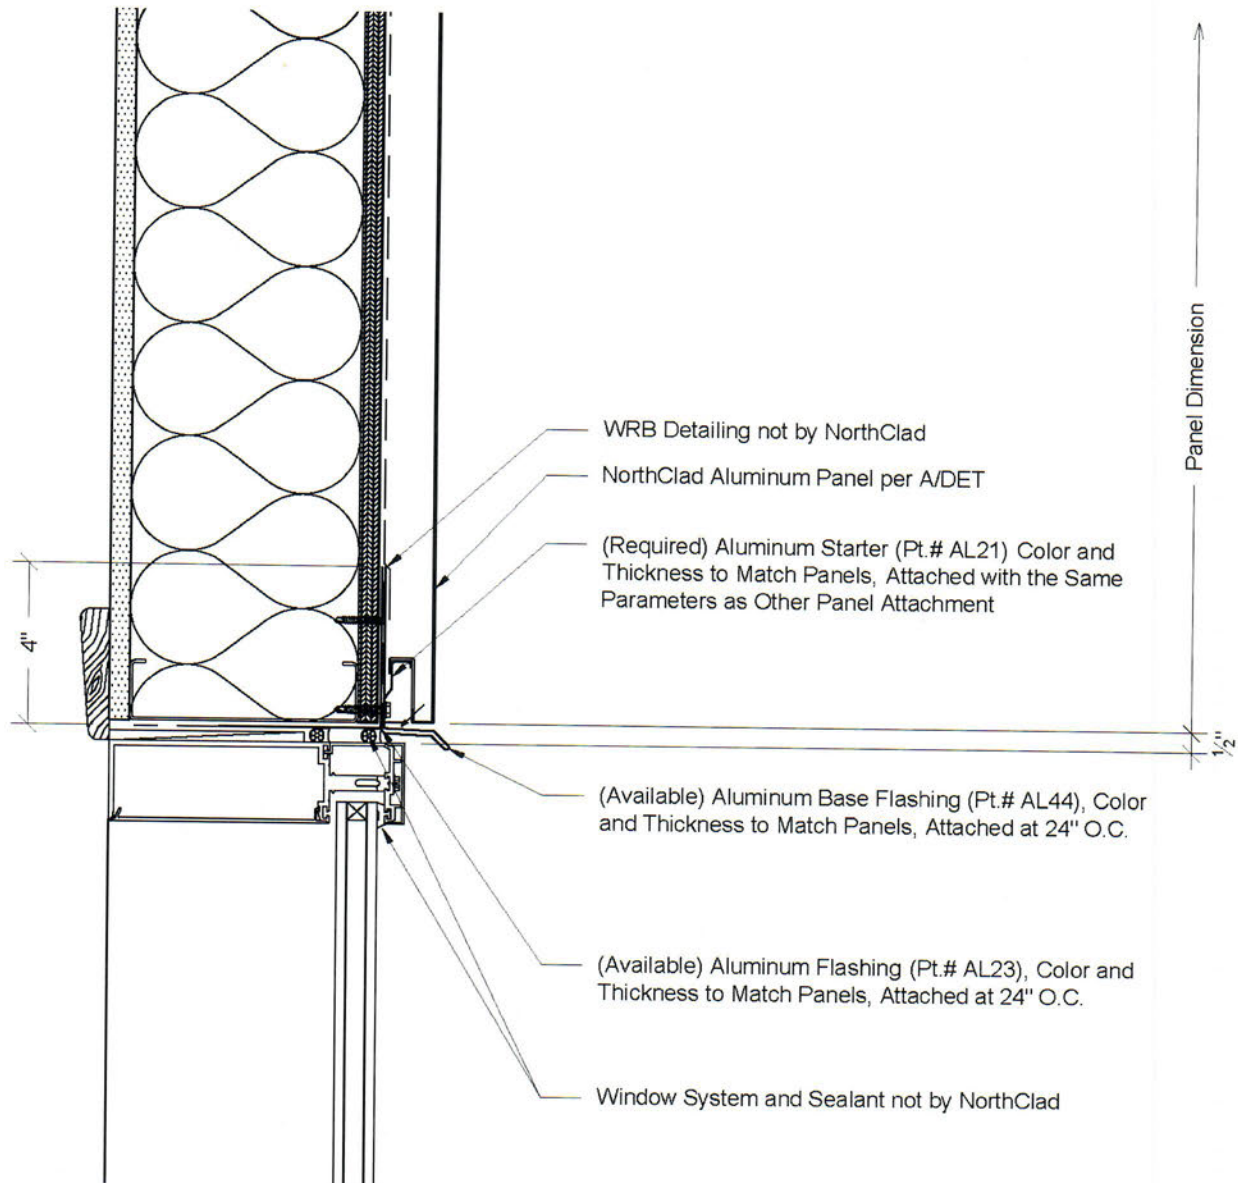 Panel Dimension
WRB Detailing not by NorthClad
NorthClad Aluminum Panel per A/DET
(Required) Aluminum Starter (Pt.# AL21) Color and
Thickness to Match Panels, Attached with the Same
Parameters as Other Panel Attachment
4"
1/2"
(Available) Aluminum Base Flashing (Pt.# AL44), Color
and Thickness to Match Panels, Attached at 24" O.C.
(Available) Aluminum Flashing (Pt.# AL23), Color and
Thickness to Match Panels, Attached at 24" O.C.
Window System and Sealant not by NorthClad